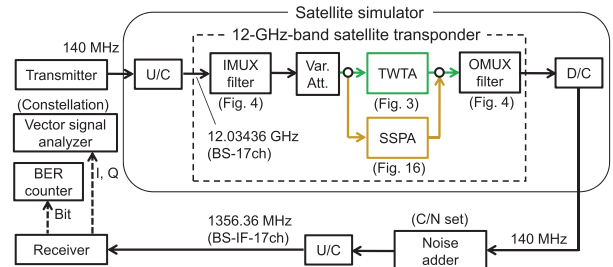 Satellite simulator
12-GHz-band satellite transponder
140 MHz
Transmitter
U/C
IMUX
filter
(Fig. 4)
Var.
Att.
TWTA
(Fig. 3)
OMUX
filter
(Fig. 4)
D/C
SSPA
(Fig. 16)
12.03436 GHz
(BS-17ch)
(Constellation)
Vector signal
analyzer
BER
counter
I, Q
Bit
Receiver
1356.36 MHz
(BS-IF-17ch)
U/C
(C/N set)
Noise
adder
140 MHz